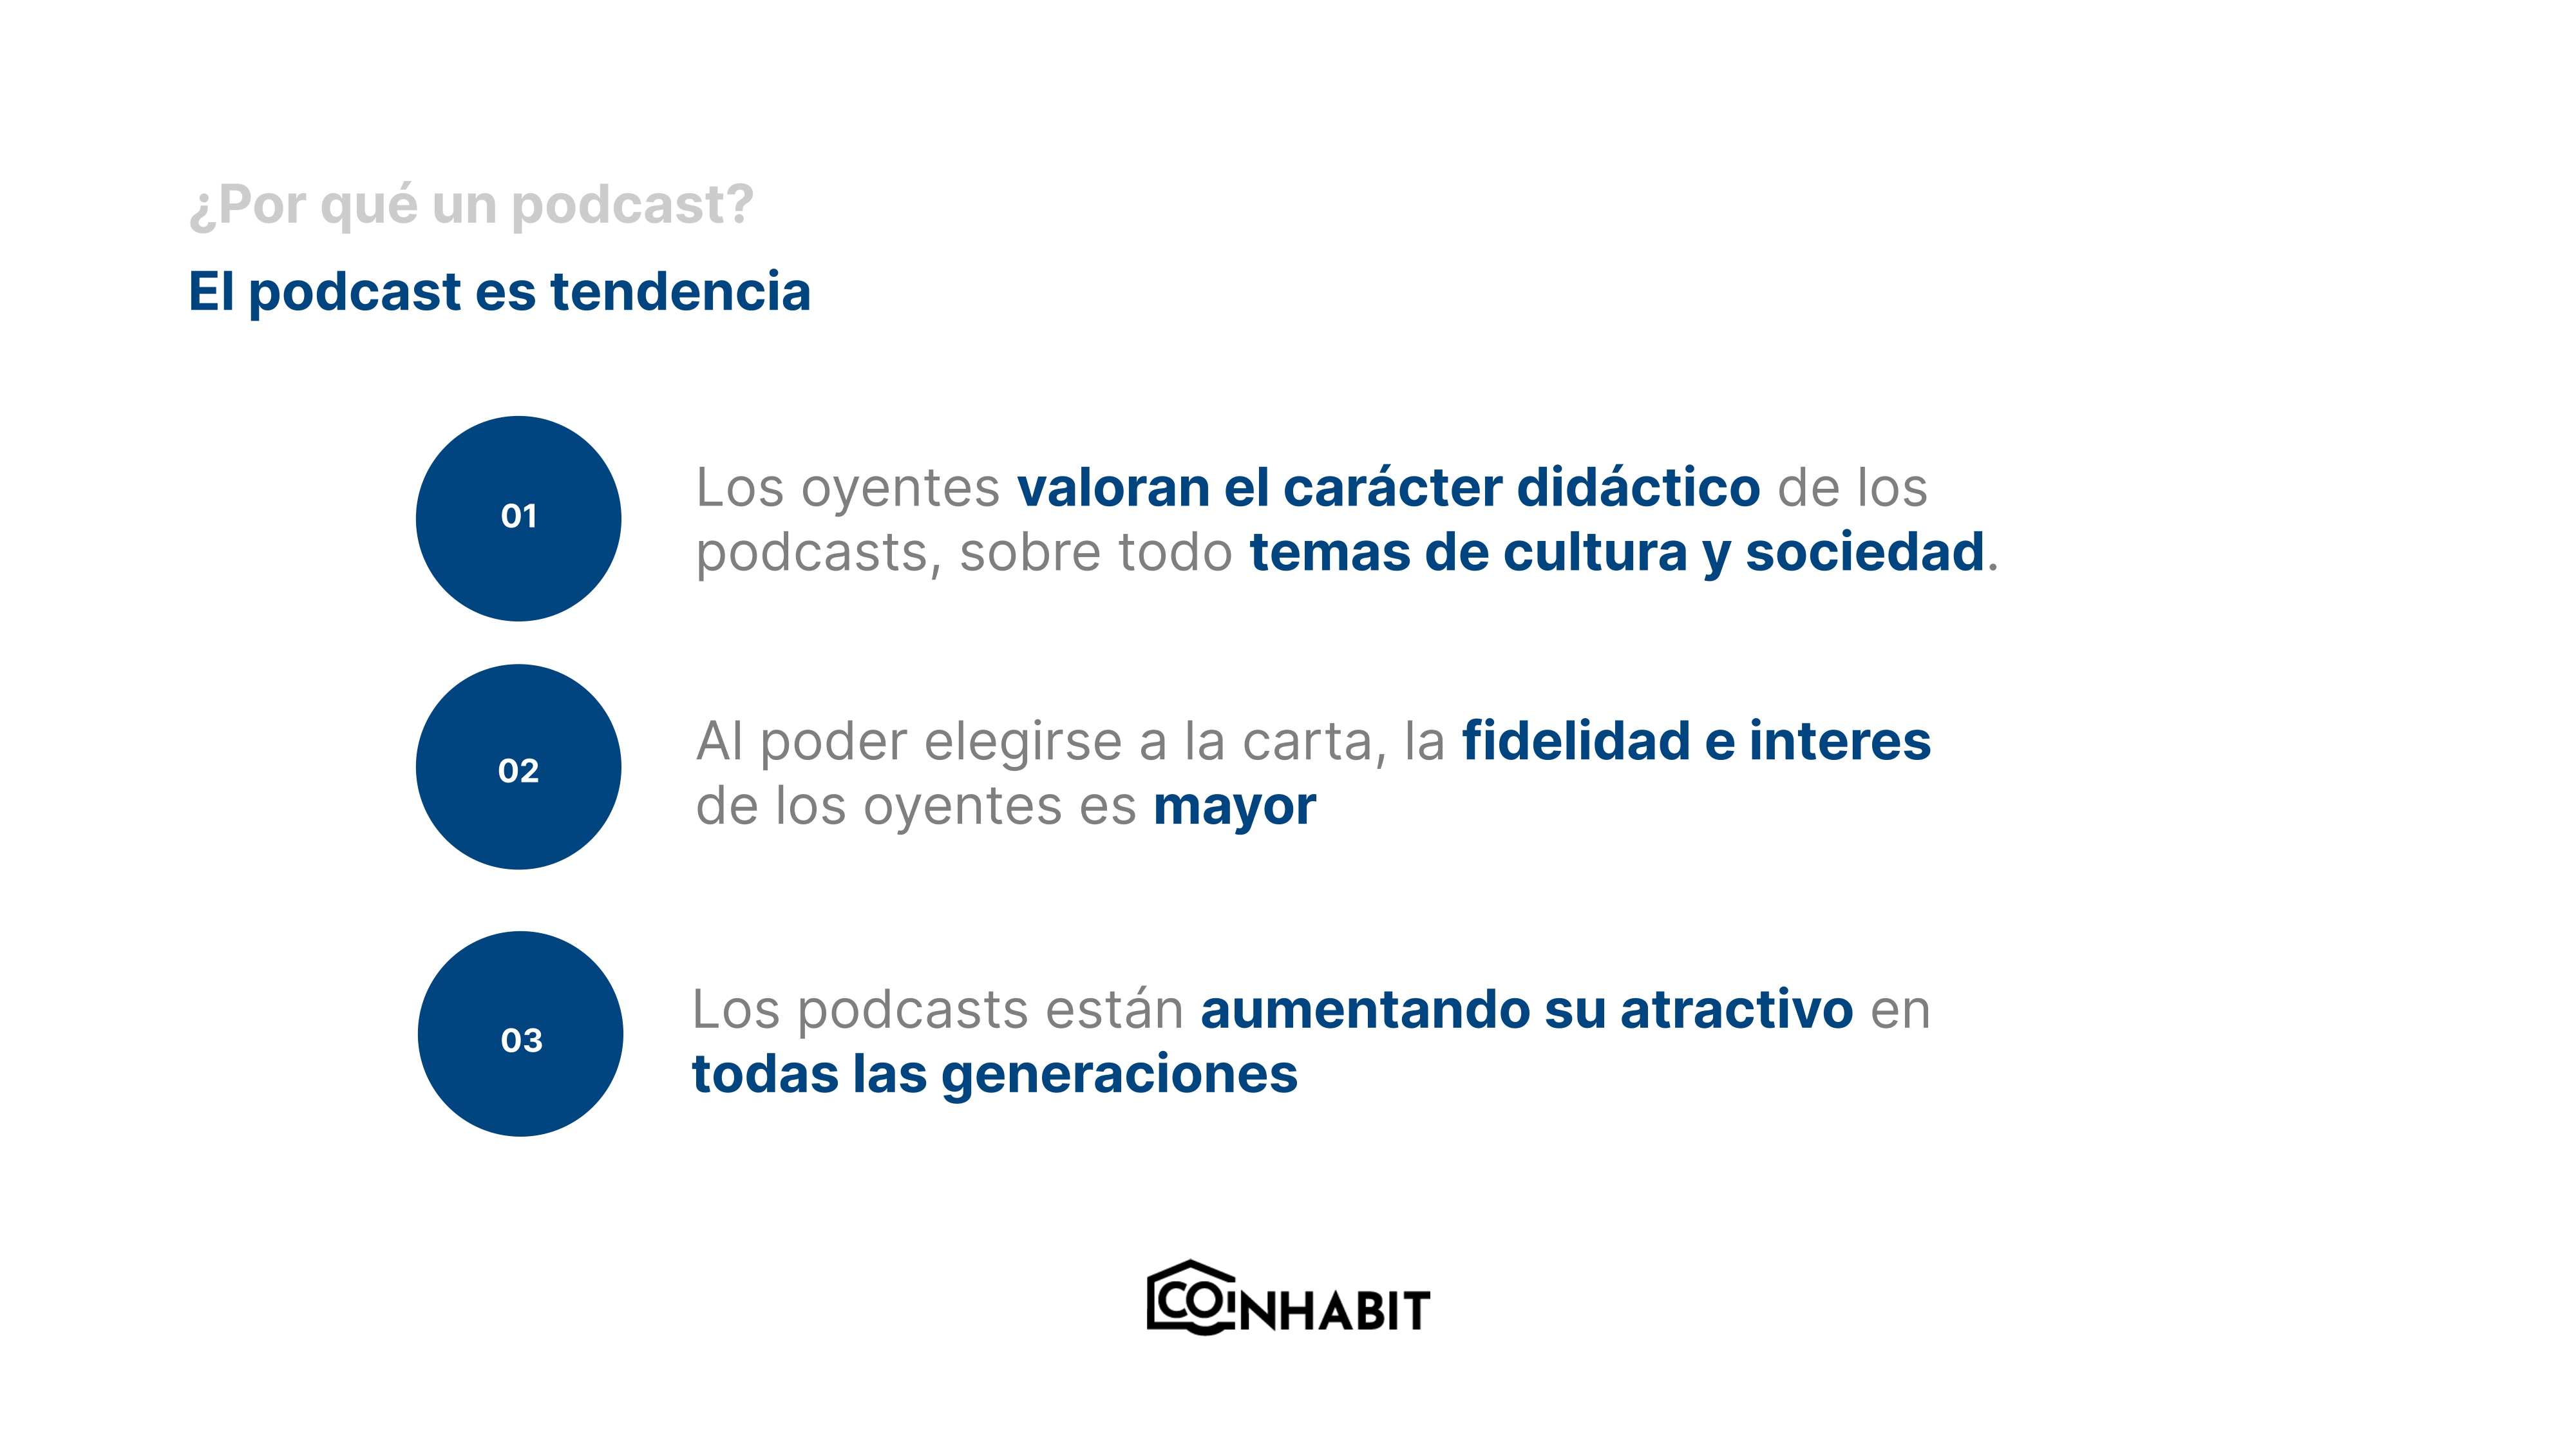 ¿Por qué un podcast?
El podcast es tendencia
01
Los oyentes valoran el carácter didáctico de los
podcasts, sobre todo temas de cultura y sociedad.
02
Al poder elegirse a la carta, la fidelidad e interes
de los oyentes es mayor
03
Los podcasts están aumentando su atractivo en
todas las generaciones
COINHABIT